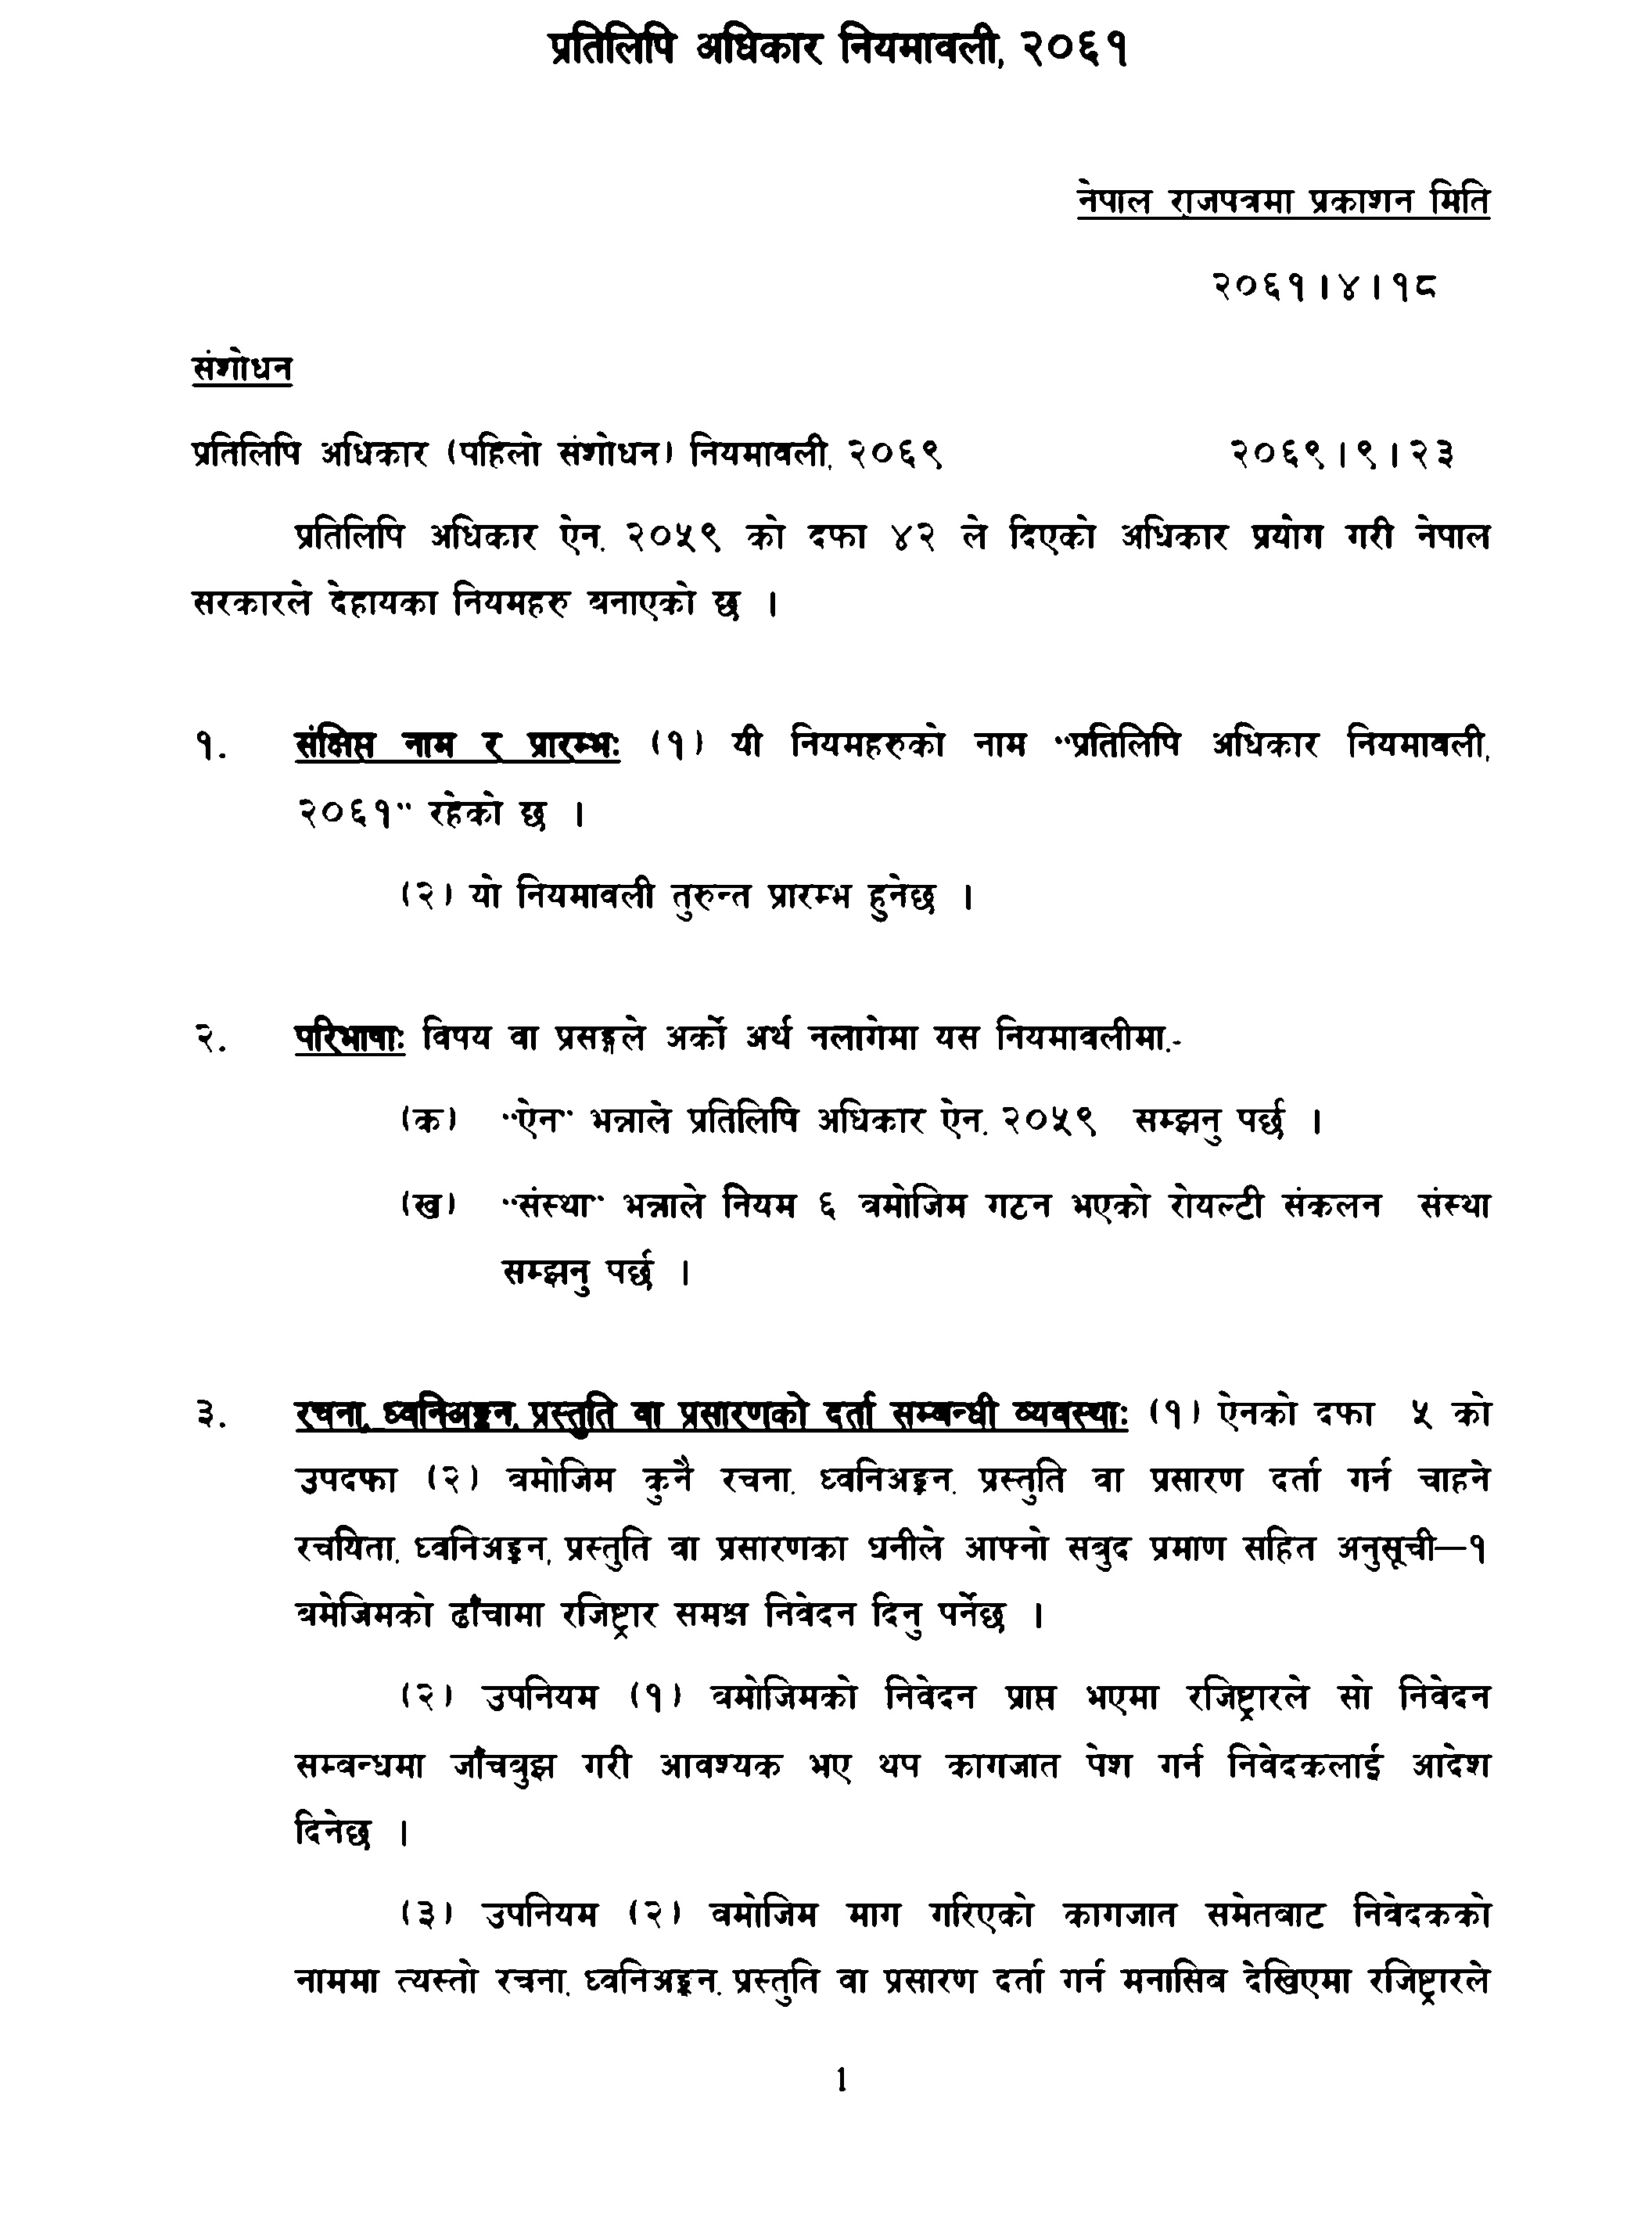 प्रतिलिपि अधिकार नियमावली, २०६१
नेपाल राजपत्रमा प्रकाशन मिति
२०६१।४।१८
संशोधन
प्रतिलिपि अधिकार (पहिलो संशोधन) नियमावली, २०६९ २०६९।९।२३
प्रतिलिपि अधिकार ऐन, २०५९ को दफा ४२ ले दिएको अधिकार प्रयोग गरी नेपाल
सरकारले देहायका नियमहरु बनाएको छ ।
१. संक्षिप्त नाम र प्रारम्भः (१) यी नियमहरुको नाम "प्रतिलिपि अधिकार नियमावली,
२०६१" रहेको छ ।
(२) यो नियमावली तुरुन्त प्रारम्भ हुनेछ ।
२. परिभाषाः विषय वा प्रसङ्गले अर्को अर्थ नलागेमा यस नियमावलीमा,-
(क) "ऐन" भन्नाले प्रतिलिपि अधिकार ऐन, २०५९ सम्झनु पर्छ ।
(ख) "संस्था" भन्नाले नियम ६ बमोजिम गठन भएको रोयल्टी संकलन संस्था
सम्झनु पर्छ ।
३. रचना, ध्वनिअङ्कन, प्रस्तुति वा प्रसारणको दर्ता सम्बन्धी व्यवस्थाः (१) ऐनको दफा ५ को
उपदफा (२) बमोजिम कुनै रचना, ध्वनिअङ्कन, प्रस्तुति वा प्रसारण दर्ता गर्न चाहने
रचयिता, ध्वनिअङ्कन, प्रस्तुति वा प्रसारणका धनीले आफ्नो सबुद प्रमाण सहित अनुसूची–१
बमेजिमको ढाँचामा रजिष्ट्रार समक्ष निवेदन दिनु पर्नेछ ।
(२) उपनियम (१) बमोजिमको निवेदन प्राप्त भएमा रजिष्ट्रारले सो निवेदन
सम्बन्धमा जाँचबुझ गरी आवश्यक भए थप कागजात पेश गर्न निवेदकलाई आदेश
दिनेछ ।
(३) उपनियम (२) बमोजिम माग गरिएको कागजात समेतबाट निवेदकको
नाममा त्यस्तो रचना, ध्वनिअङ्कन, प्रस्तुति वा प्रसारण दर्ता गर्न मनासिब देखिएमा रजिष्ट्रारले
1